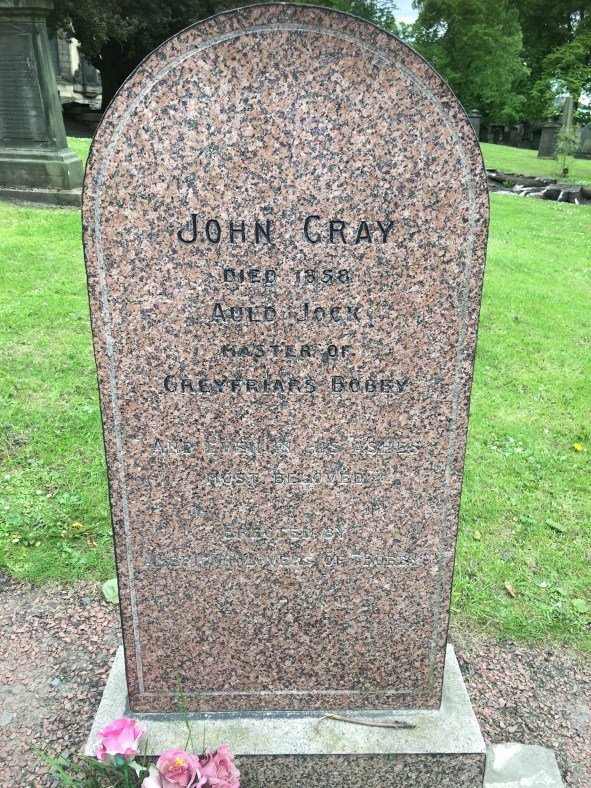 JOHN GRAY
DIED 1858
AULD JOCK
MASTER OF
GREYFRIARS BOBBY
AND EVEN IN HIS ASHES
MOST BELOVED
ERECTED BY
AMERICAN LOVERS OF "BOBBY"